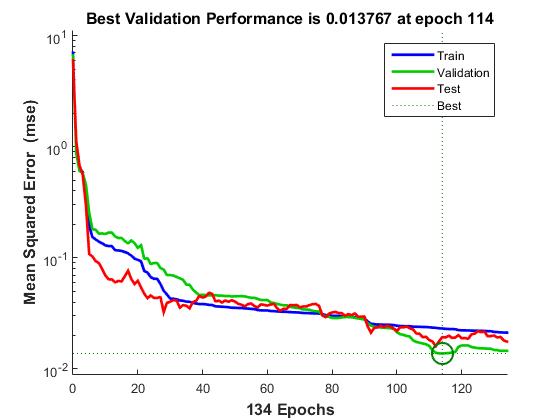 Best Validation Performance is 0.013767 at epoch 114
Mean Squared Error (mse)
10^1
10^0
10^-1
10^-2
Train
Validation
Test
Best
0 20 40 60 80 100 120
134 Epochs